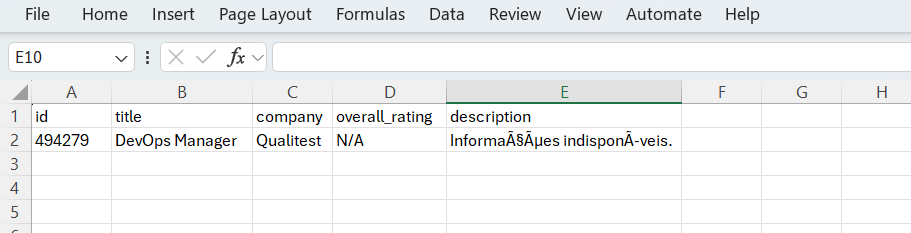 File Home Insert Page Layout Formulas Data Review View Automate Help
E10 fx
A B C D E F G H
1 id title company overall_rating description
2 494279 DevOps Manager Qualitest N/A InformaÃ§Ãµes indisponÃ-veis.
3
4
5
6